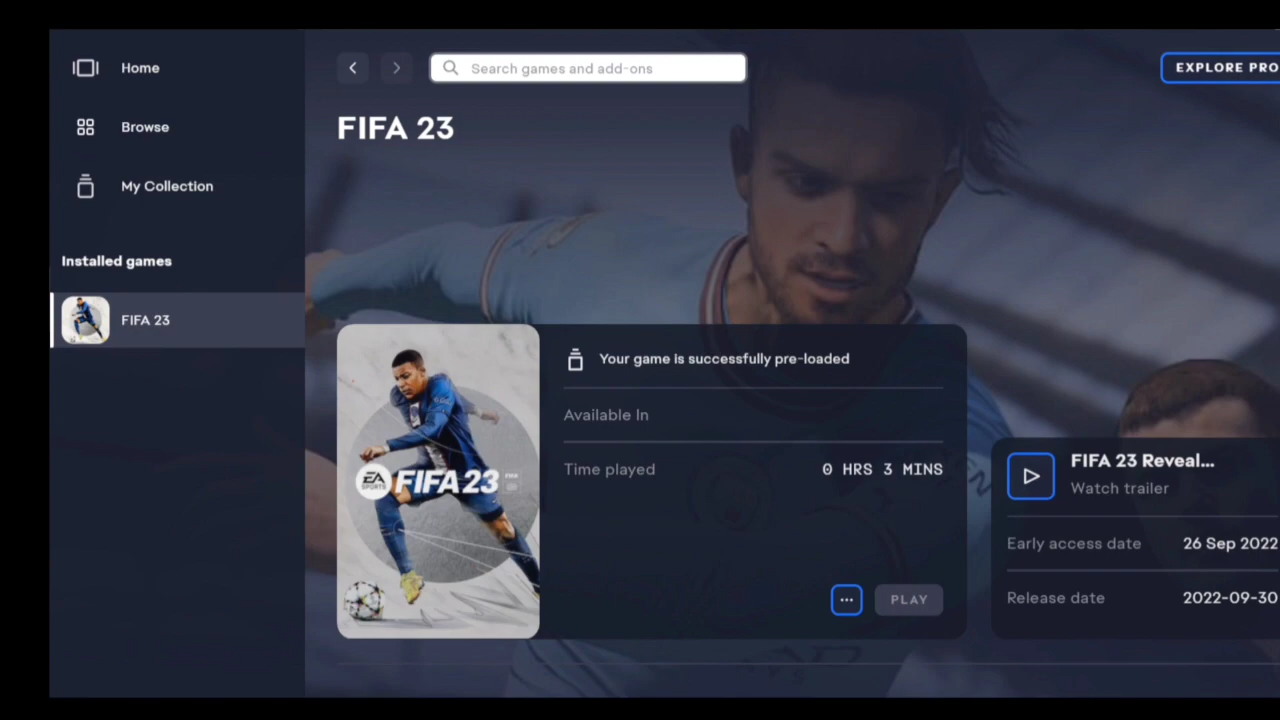 Home
Search games and add-ons
EXPLORE PRO
Browse
FIFA 23
My Collection
Installed games
FIFA 23
Your game is successfully pre-loaded
Available In
Time played
0 HRS 3 MINS
EA SPORTS FIFA 23
PLAY
FIFA 23 Reveal...
Watch trailer
Early access date
26 Sep 2022
Release date
2022-09-30